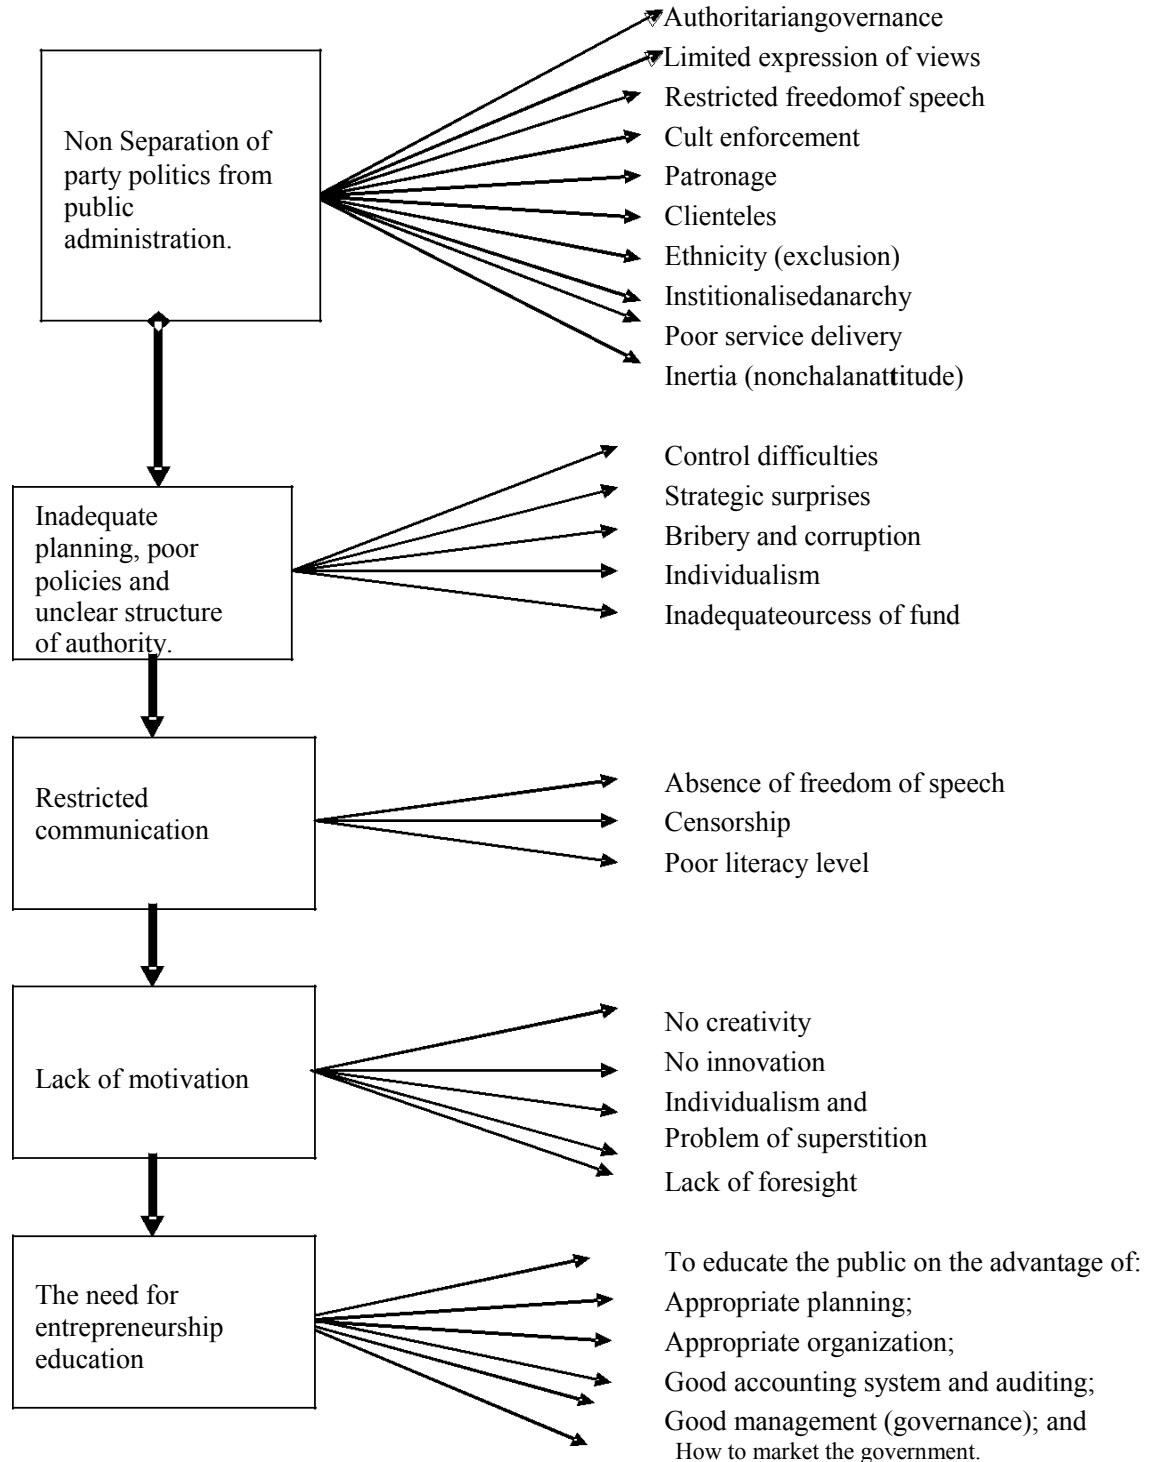 Non Separation of
party politics from
public
administration.
Authoritariangovernance
Limited expression of views
Restricted freedomof speech
Cult enforcement
Patronage
Clienteles
Ethnicity (exclusion)
Institionalisedanarchy
Poor service delivery
Inertia (nonchalanattitude)
Inadequate
planning, poor
policies and
unclear structure
of authority.
Control difficulties
Strategic surprises
Bribery and corruption
Individualism
Inadequateourcess of fund
Restricted
communication
Absence of freedom of speech
Censorship
Poor literacy level
Lack of motivation
No creativity
No innovation
Individualism and
Problem of superstition
Lack of foresight
The need for
entrepreneurship
education
To educate the public on the advantage of:
Appropriate planning;
Appropriate organization;
Good accounting system and auditing;
Good management (governance); and
How to market the government.